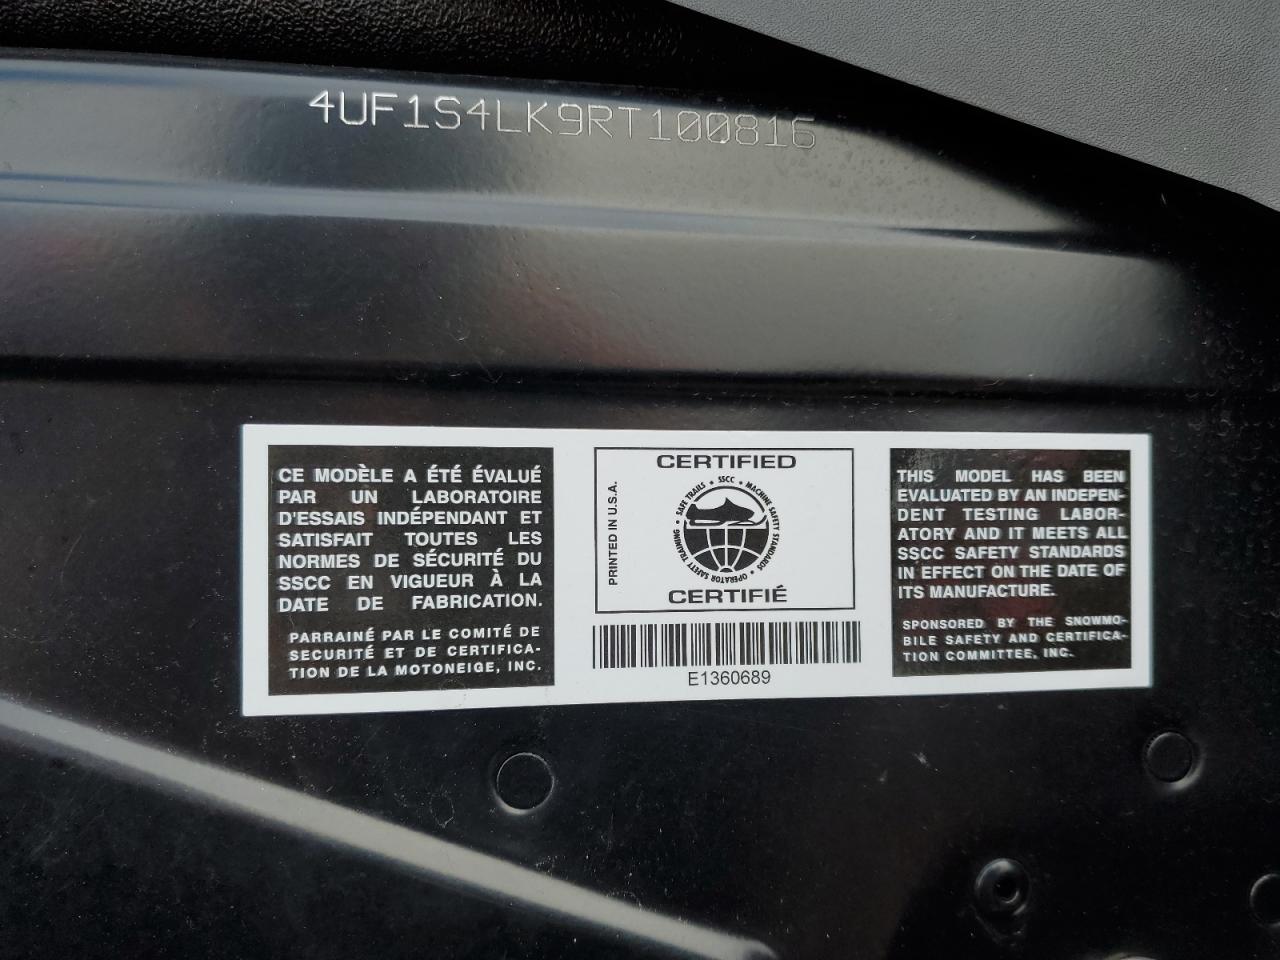 4UF1S4LK9RT100816
CE MODÈLE A ÉTÉ ÉVALUÉ
PAR UN LABORATOIRE
D'ESSAIS INDÉPENDANT ET
SATISFAIT TOUTES LES
NORMES DE SÉCURITÉ DU
SSCC EN VIGUEUR À LA
DATE DE FABRICATION.
PARRAINÉ PAR LE COMITÉ DE
SECURITÉ ET DE CERTIFICA-
TION DE LA MOTONEIGE, INC.
CERTIFIED
PRINTED IN U.S.A.
SAFE TRAILS • SSCC • MACHINE SAFETY STANDARDS • OPERATOR SAFETY TRAINING •
CERTIFIÉ
E1360689
THIS MODEL HAS BEEN
EVALUATED BY AN INDEPEN-
DENT TESTING LABOR-
ATORY AND IT MEETS ALL
SSCC SAFETY STANDARDS
IN EFFECT ON THE DATE OF
ITS MANUFACTURE.
SPONSORED BY THE SNOWMO-
BILE SAFETY AND CERTIFICA-
TION COMMITTEE, INC.